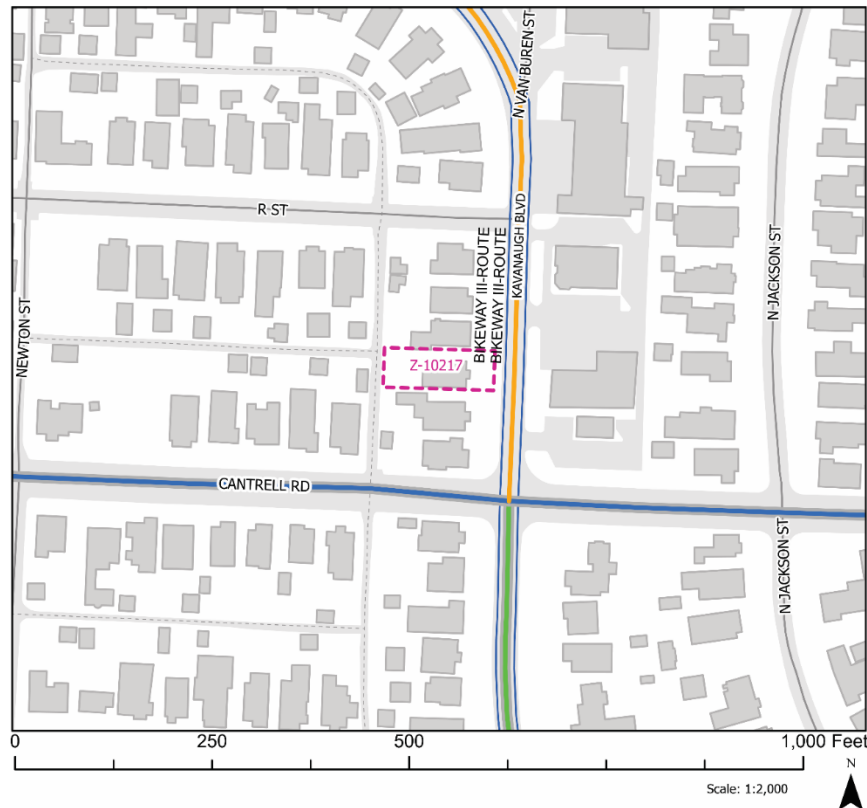 N VAN BUREN ST
R ST
KAVANAUGH BLVD
BIKEWAY III-ROUTE
BIKEWAY III-ROUTE
N JACKSON ST
NEWTON ST
Z-10217
CANTRELL RD
N JACKSON ST
0 250 500 1,000 Feet
N
Scale: 1:2,000